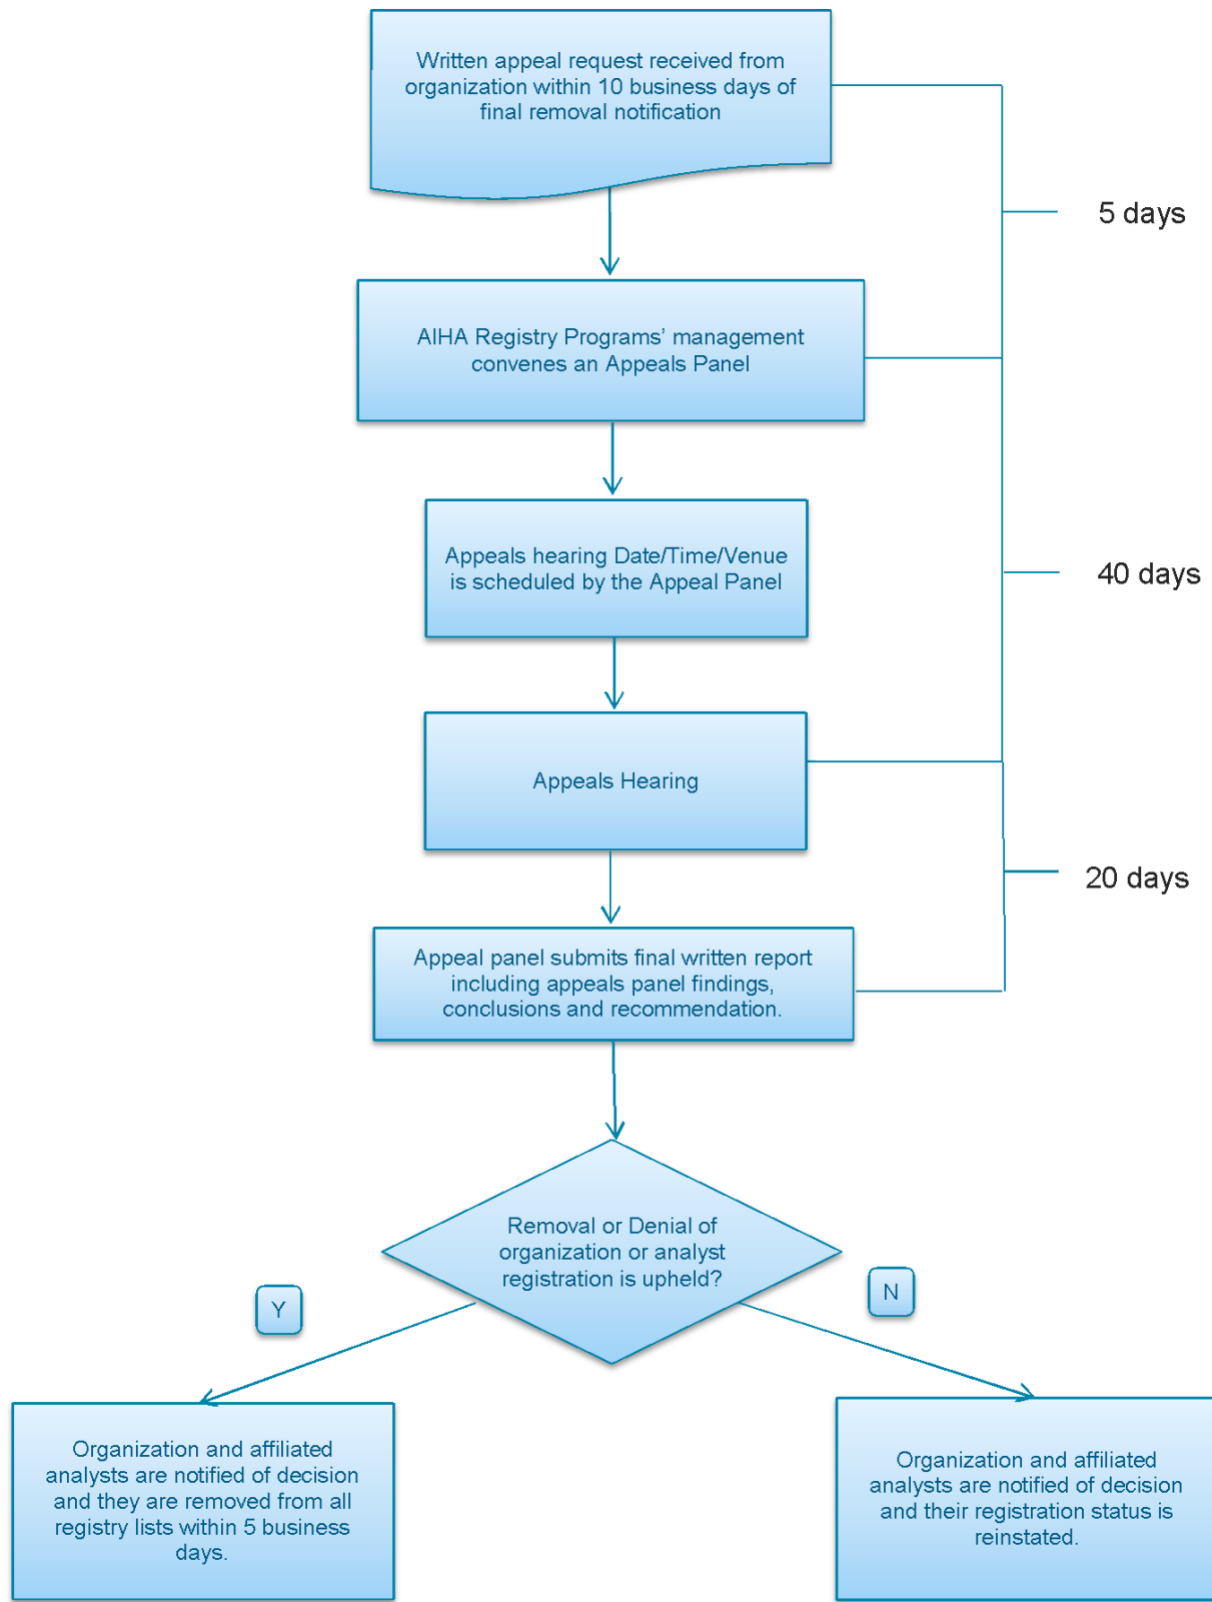 Written appeal request received from
organization within 10 business days of
final removal notification
5 days
AIHA Registry Programs’ management
convenes an Appeals Panel
Appeals hearing Date/Time/Venue
is scheduled by the Appeal Panel
40 days
Appeals Hearing
20 days
Appeal panel submits final written report
including appeals panel findings,
conclusions and recommendation.
Removal or Denial of
organization or analyst
registration is upheld?
Y
N
Organization and affiliated
analysts are notified of decision
and they are removed from all
registry lists within 5 business
days.
Organization and affiliated
analysts are notified of decision
and their registration status is
reinstated.